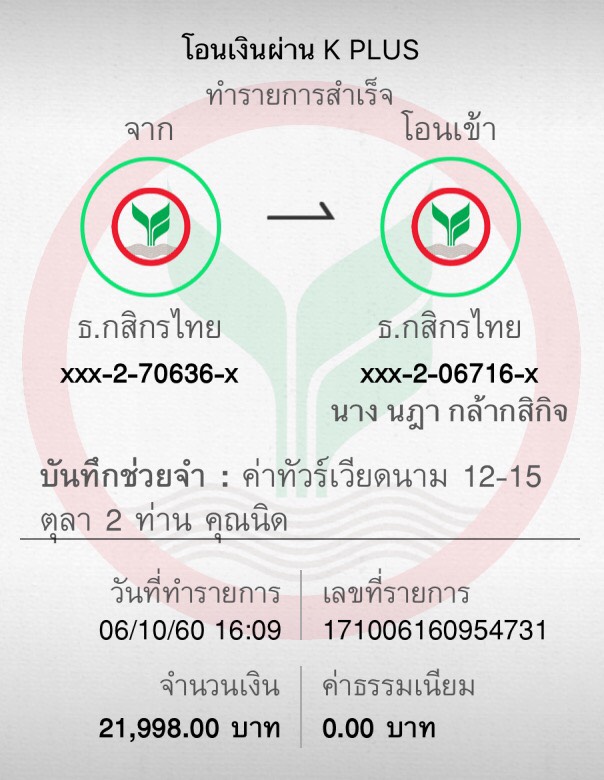 โอนเงินผ่าน K PLUS
ทำรายการสำเร็จ
จาก
โอนเข้า
ธ.กสิกรไทย
ธ.กสิกรไทย
xxx-2-70636-x
xxx-2-06716-x
นาง นฎา กล้ากสิกิจ
บันทึกช่วยจำ : ค่าทัวร์เวียดนาม 12-15
ตุลา 2 ท่าน คุณนิด
วันที่ทำรายการ
เลขที่รายการ
06/10/60 16:09
171006160954731
จำนวนเงิน
ค่าธรรมเนียม
21,998.00 บาท
0.00 บาท